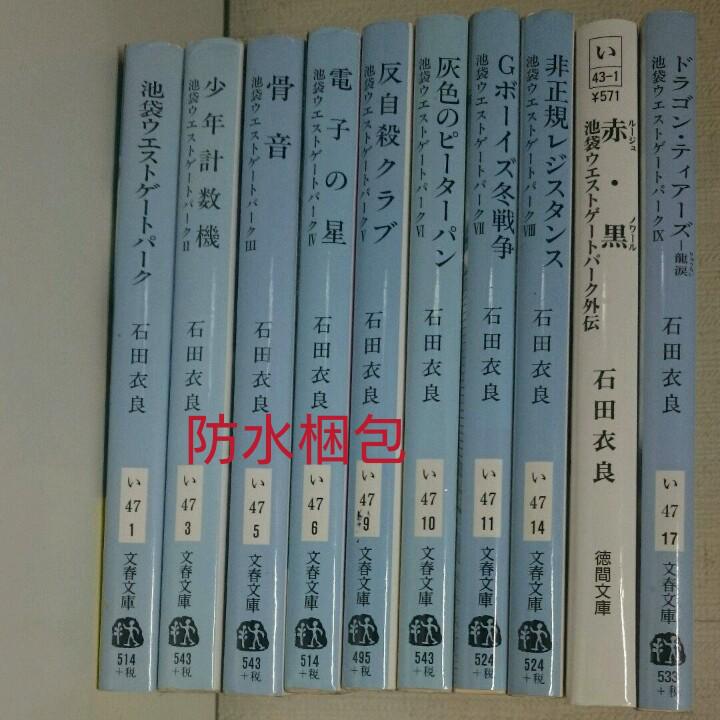 池袋ウエストゲートパーク
石田衣良
い
47
1
文春文庫
514
+税
少年計数機
池袋ウエストゲートパークⅡ
石田衣良
い
47
3
文春文庫
543
+税
骨音
池袋ウエストゲートパークⅢ
石田衣良
い
47
5
文春文庫
543
+税
電子の星
池袋ウエストゲートパークⅣ
石田衣良
い
47
6
文春文庫
514
+税
反自殺クラブ
池袋ウエストゲートパークⅤ
石田衣良
い
47
9
文春文庫
495
+税
灰色のピーターパン
池袋ウエストゲートパークⅥ
石田衣良
い
47
10
文春文庫
543
+税
Gボーイズ冬戦争
池袋ウエストゲートパークⅦ
石田衣良
い
47
11
文春文庫
524
+税
非正規レジスタンス
池袋ウエストゲートパークⅧ
石田衣良
い
47
14
文春文庫
524
+税
い
43-1
¥571
赤・黒
ルージュ
ノワール
池袋ウエストゲートパーク外伝
石田衣良
徳間文庫
ドラゴン・ティアーズ─龍涙
池袋ウエストゲートパークⅨ
石田衣良
い
47
17
文春文庫
533
+税
防水梱包